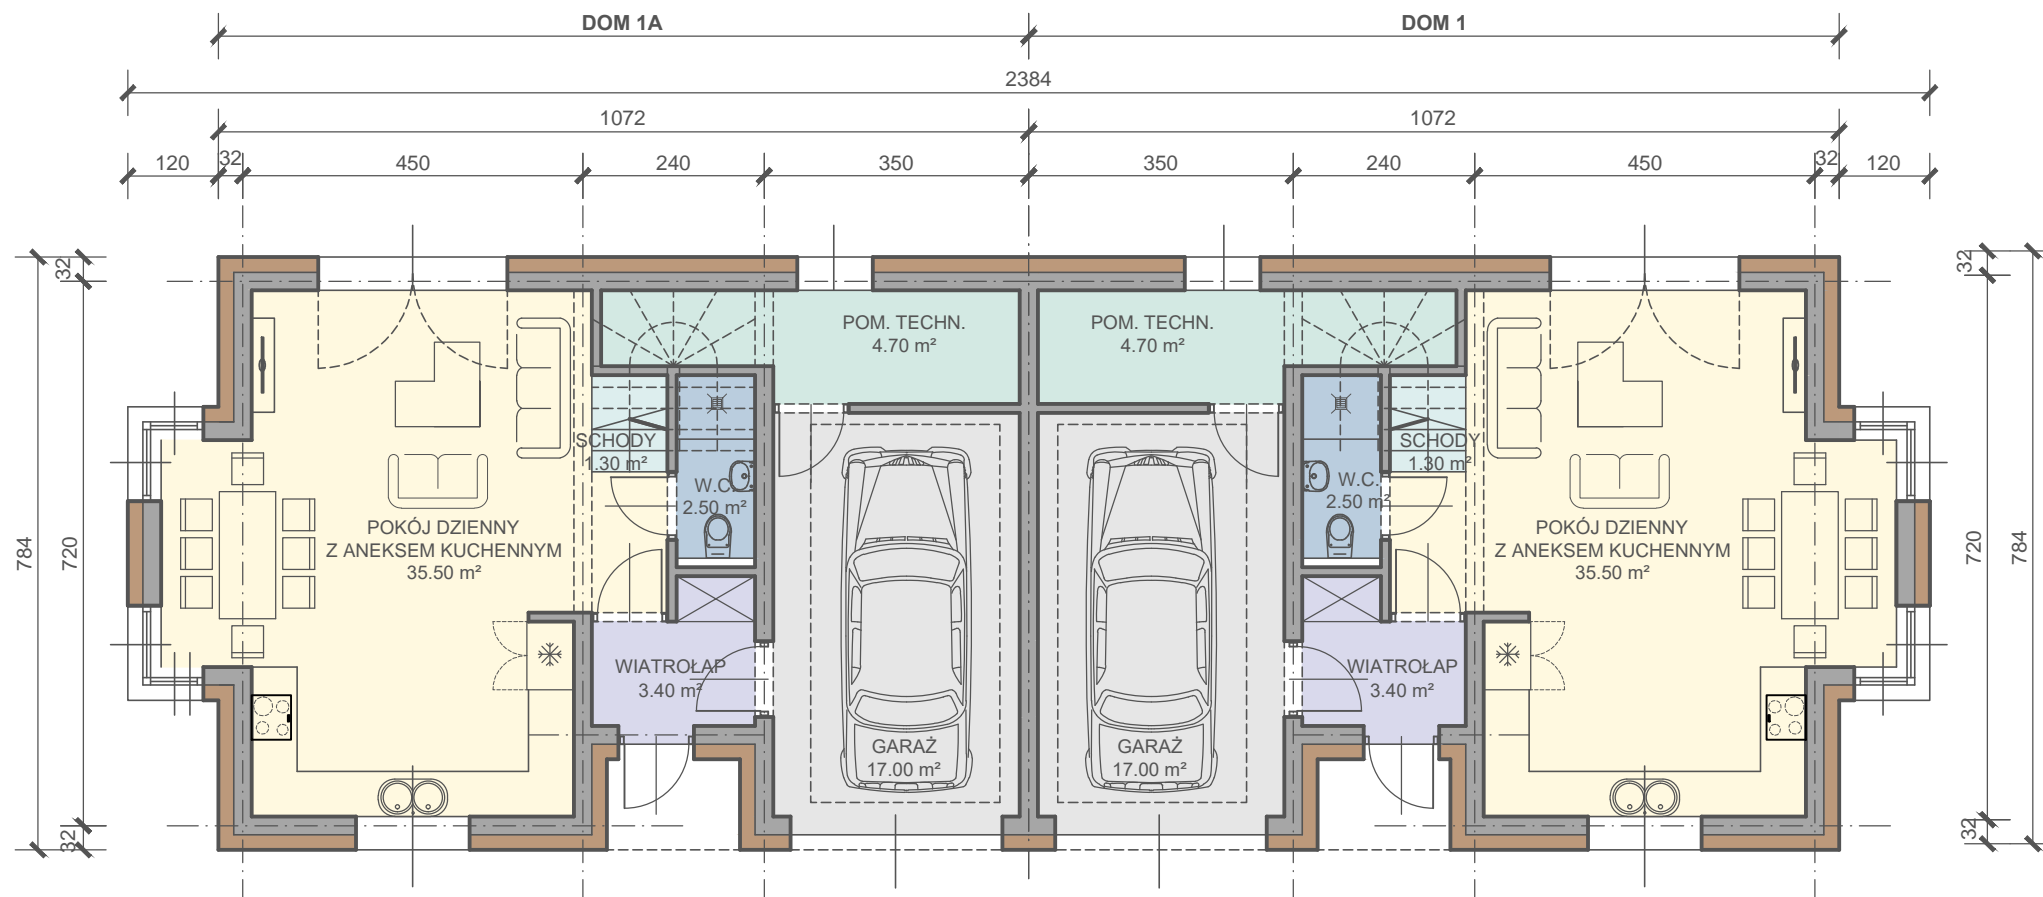 DOM 1A
DOM 1
2384
1072
1072
120
32
450
240
350
350
240
450
32
120
32
32
32
32
784
720
720
784
POM. TECHN.
4.70 m²
POM. TECHN.
4.70 m²
SCHODY
1.30 m²
SCHODY
1.30 m²
W.C.
2.50 m²
W.C.
2.50 m²
POKÓJ DZIENNY
Z ANEKSEM KUCHENNYM
35.50 m²
POKÓJ DZIENNY
Z ANEKSEM KUCHENNYM
35.50 m²
WIATROŁAP
3.40 m²
WIATROŁAP
3.40 m²
GARAŻ
17.00 m²
GARAŻ
17.00 m²